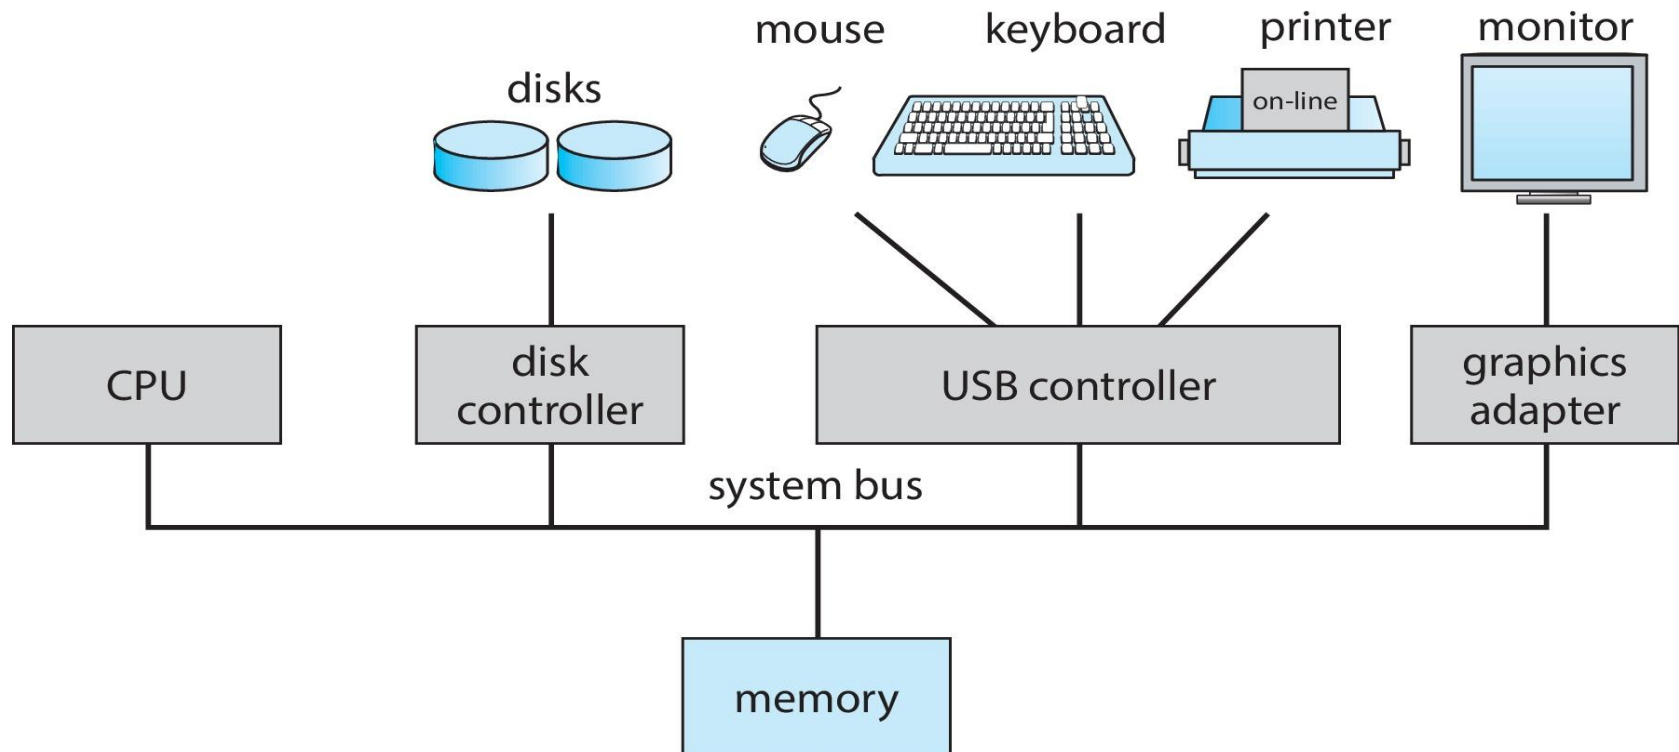 mouse
keyboard
printer
monitor
disks
on-line
CPU
disk
controller
USB controller
graphics
adapter
system bus
memory